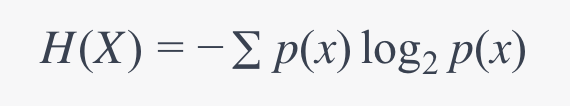 H(X) = −∑ p(x) log₂ p(x)